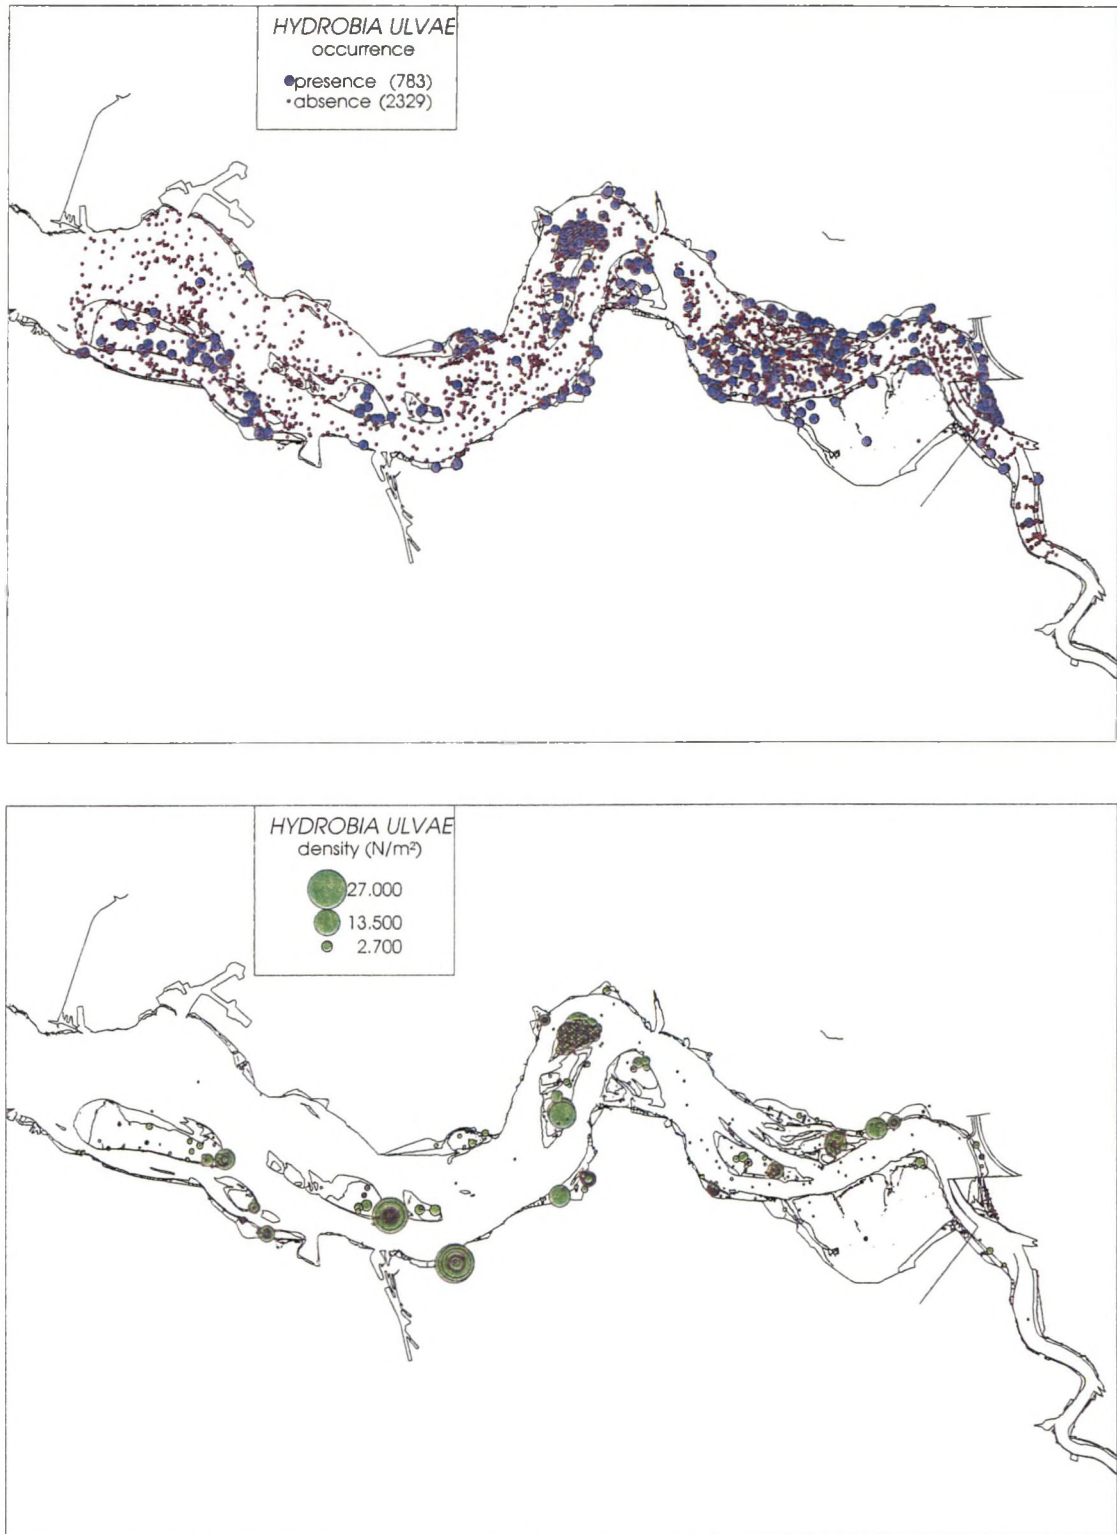 HYDROBIA ULVAE
occurrence
presence (783)
absence (2329)
HYDROBIA ULVAE
density (N/m²)
27.000
13.500
2.700